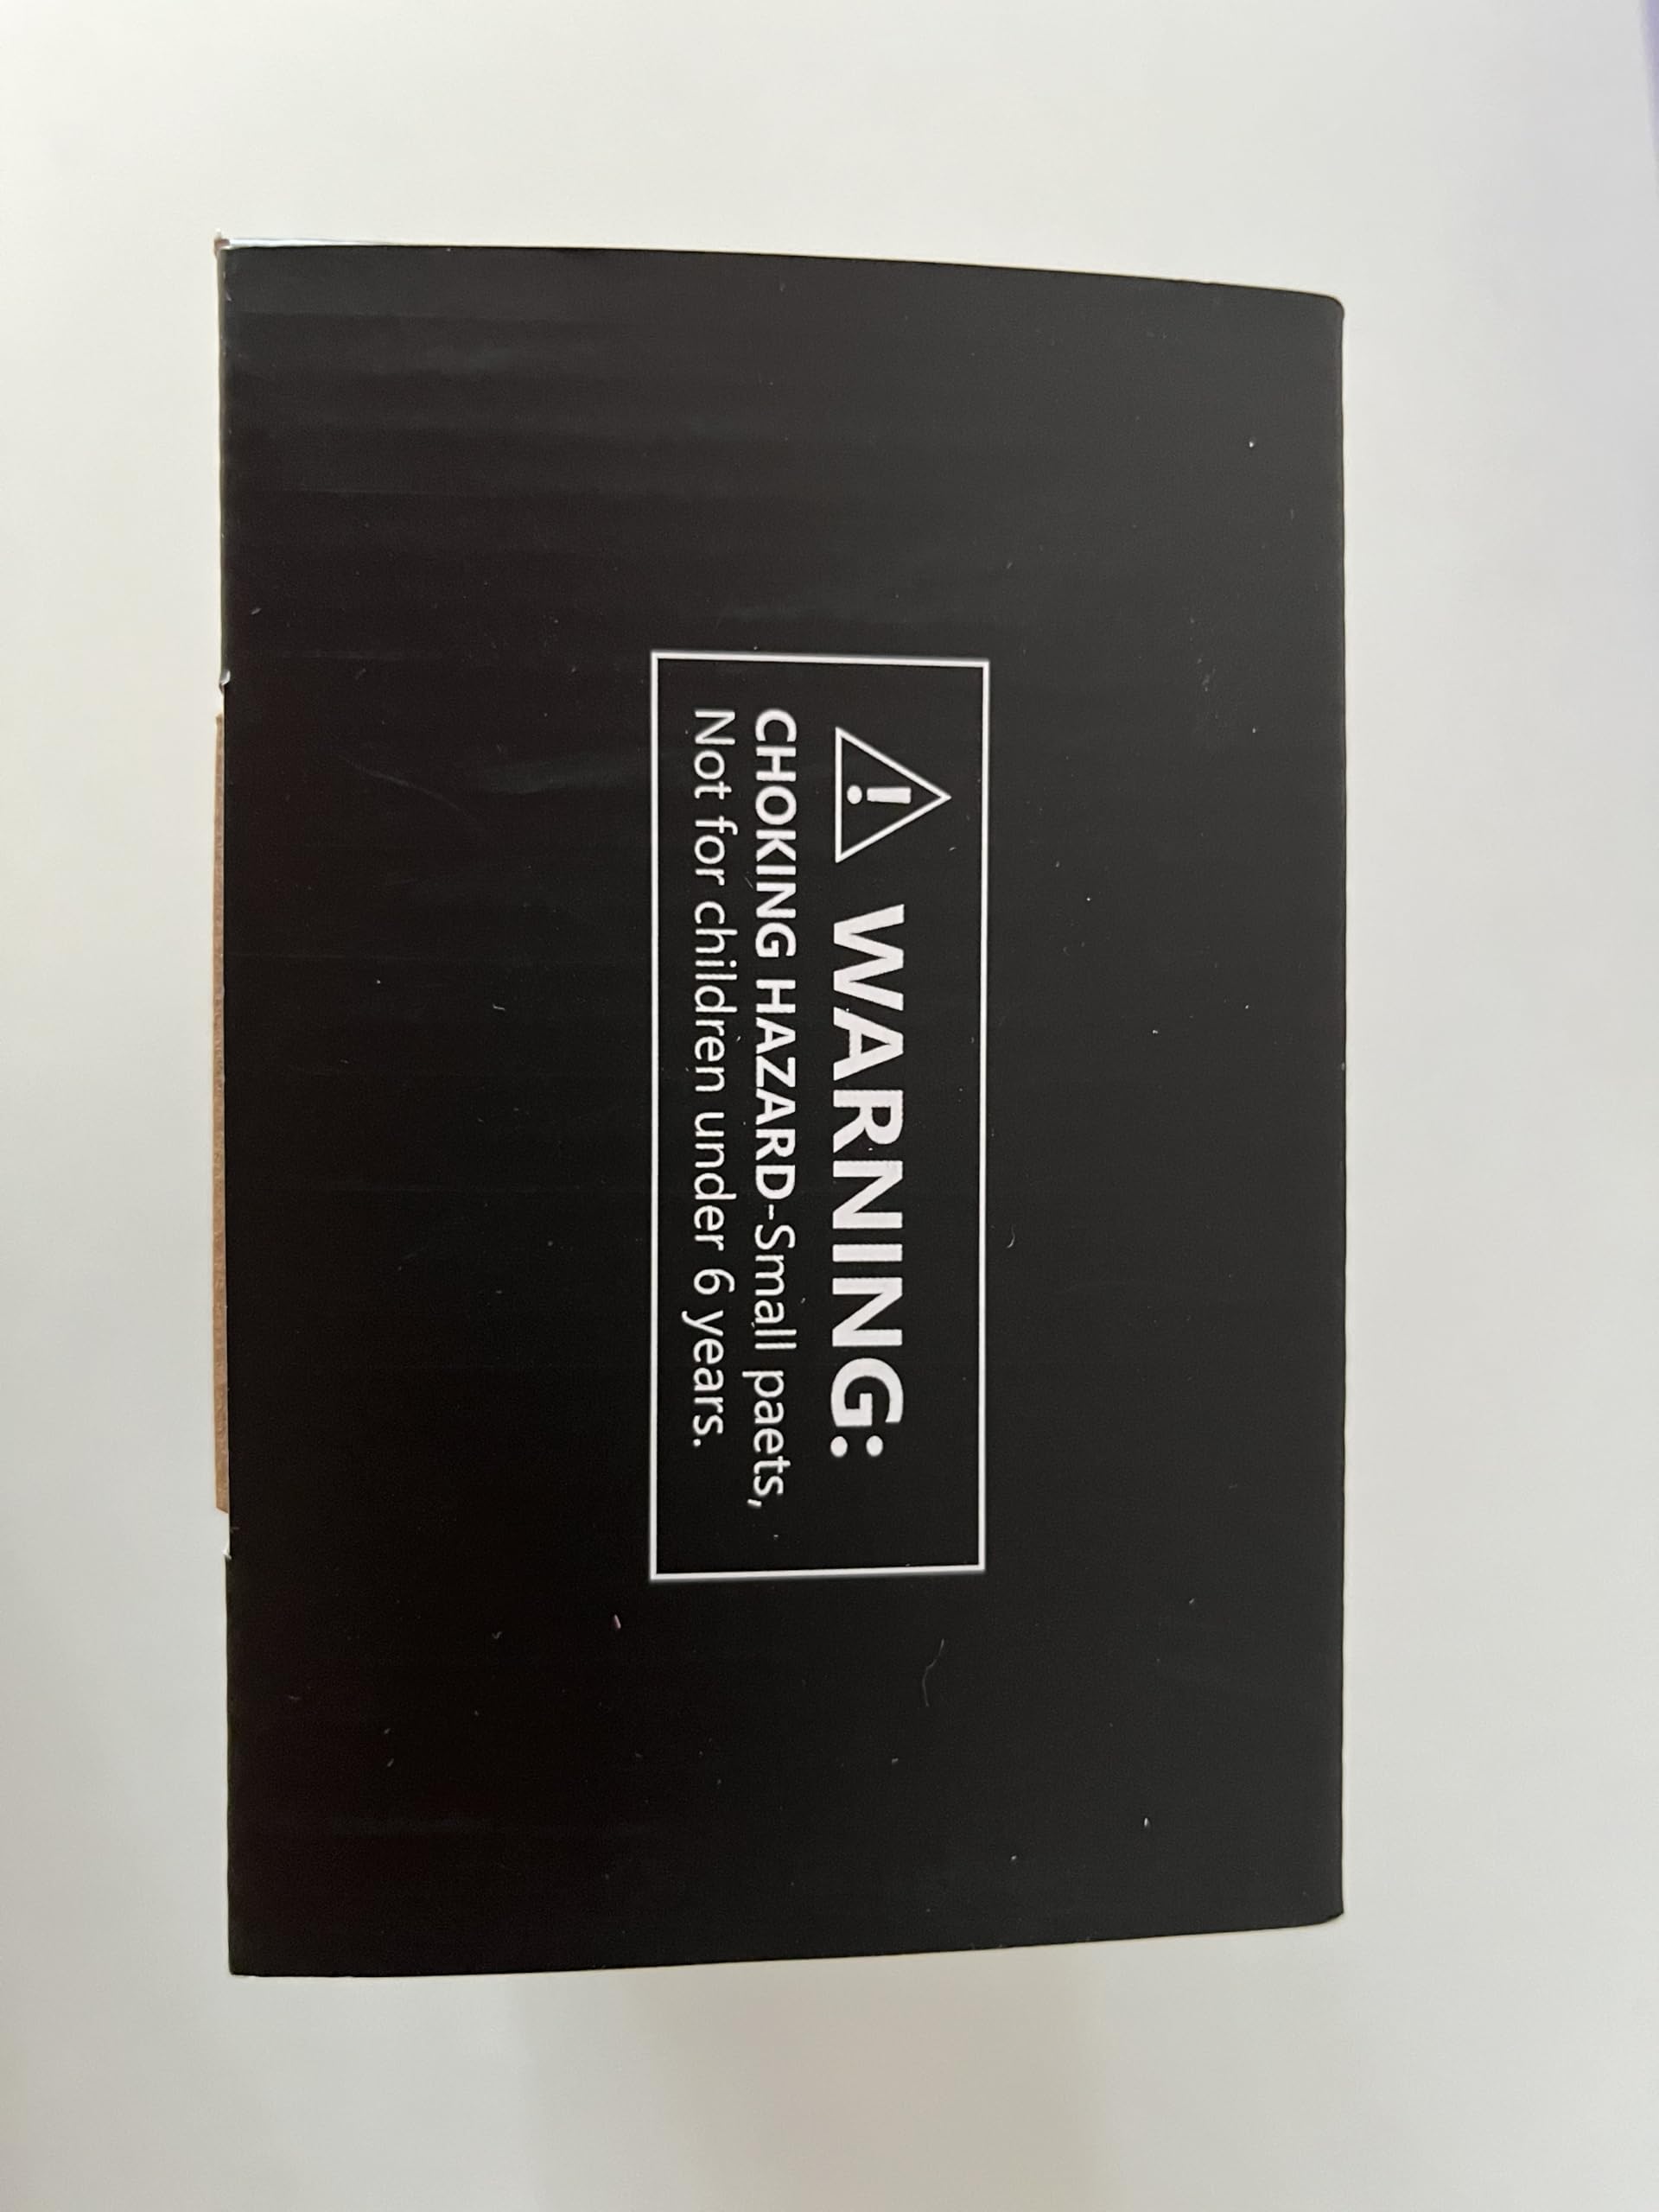 WARNING:
CHOKING HAZARD-Small paets,
Not for children under 6 years.